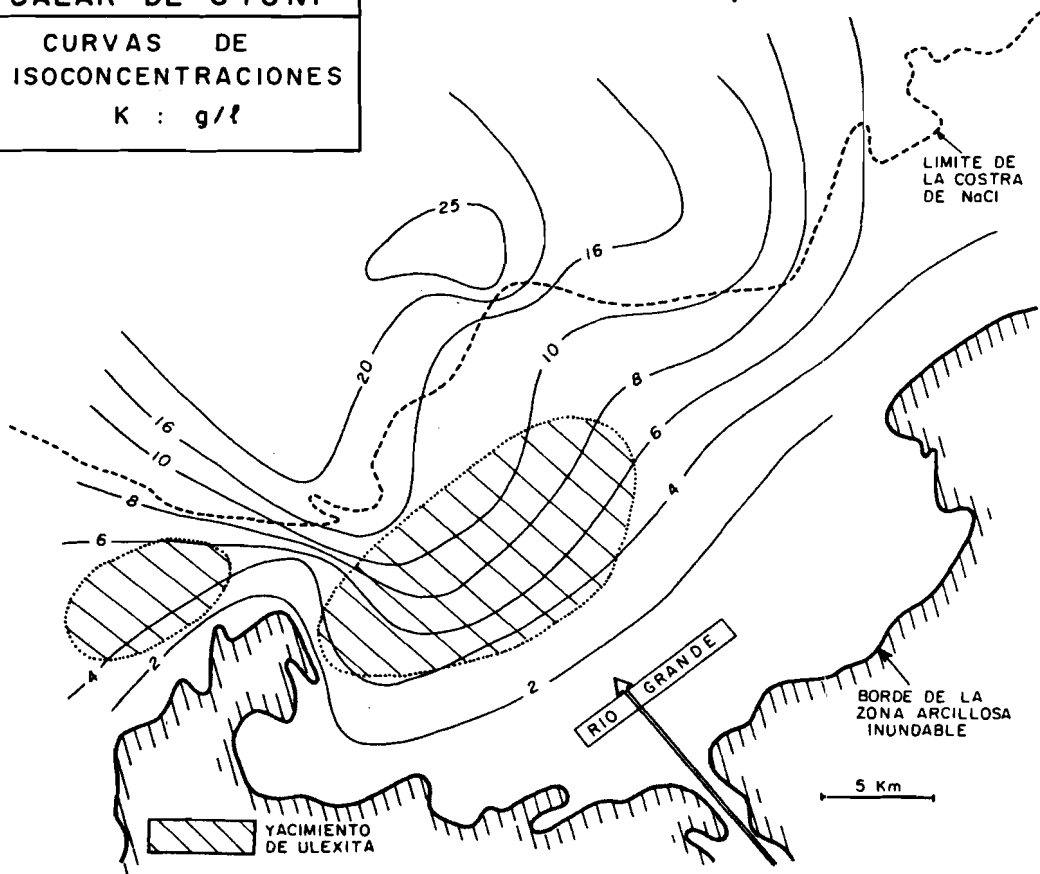 CURVAS DE
ISOCONCENTRACIONES
K : g/ℓ
LIMITE DE
LA COSTRA
DE NaCl
25
16
20
10
8
16
6
10
4
8
6
2
2
4
RIO GRANDE
BORDE DE LA
ZONA ARCILLOSA
INUNDABLE
5 Km
YACIMIENTO
DE ULEXITA